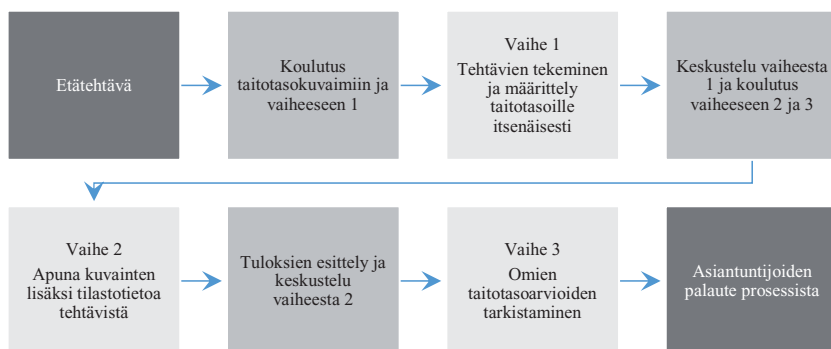 Etätehtävä
Koulutus
taitotasokuvaimiin ja
vaiheeseen 1
Vaihe 1
Tehtävien tekeminen
ja määrittely
taitotasoille
itsenäisesti
Keskustelu vaiheesta
1 ja koulutus
vaiheeseen 2 ja 3
Vaihe 2
Apuna kuvainten
lisäksi tilastotietoa
tehtävistä
Tuloksien esittely ja
keskustelu
vaiheesta 2
Vaihe 3
Omien
taitotasoarvioiden
tarkistaminen
Asiantuntijoiden
palaute prosessista